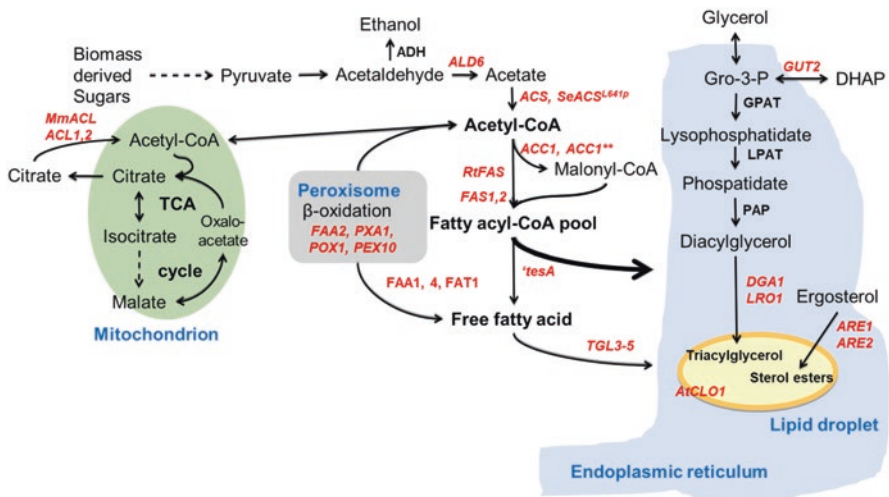 Glycerol
Ethanol
ADH
ALD6
Biomass
derived
Sugars
Pyruvate
Acetaldehyde
Acetate
GUT2
Gro-3-P
DHAP
ACS, SeACSL641p
GPAT
MmACL
ACL1,2
Acetyl-CoA
Acetyl-CoA
Lysophosphatidate
ACC1, ACC1**
LPAT
Citrate
Citrate
RtFAS
Malonyl-CoA
Phospatidate
Peroxisome
β-oxidation
FAA2, PXA1,
POX1, PEX10
FAS1,2
TCA
PAP
Oxalo-
acetate
Isocitrate
Fatty acyl-CoA pool
Diacylglycerol
cycle
'tesA
FAA1, 4, FAT1
DGA1
LRO1
Ergosterol
Malate
Mitochondrion
Free fatty acid
ARE1
ARE2
TGL3-5
Triacylglycerol
Sterol esters
AtCLO1
Lipid droplet
Endoplasmic reticulum